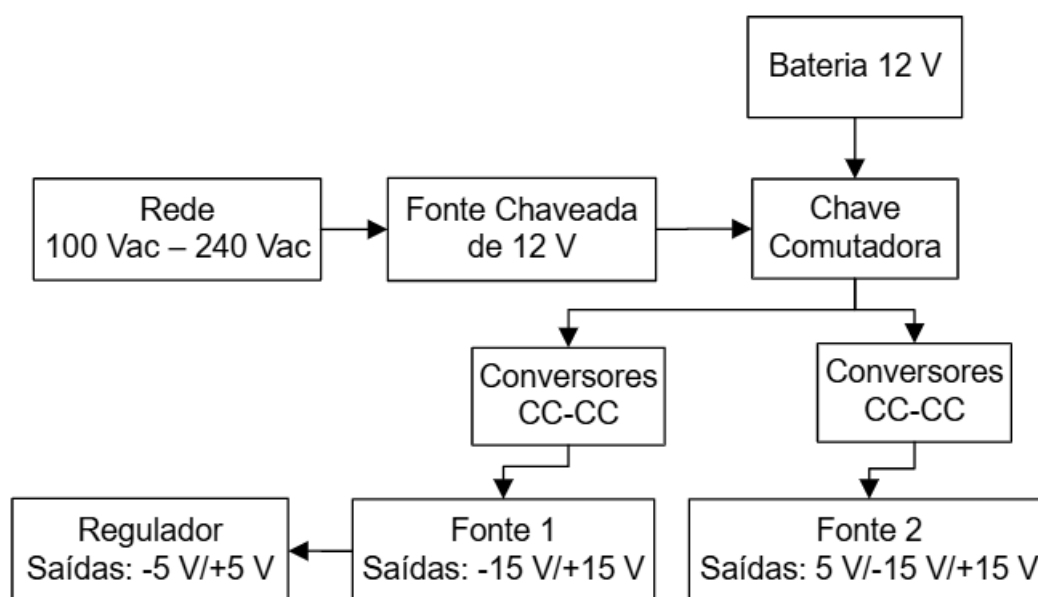 Bateria 12 V
Rede
100 Vac – 240 Vac
Fonte Chaveada
de 12 V
Chave
Comutadora
Conversores
CC-CC
Conversores
CC-CC
Regulador
Saídas: -5 V/+5 V
Fonte 1
Saídas: -15 V/+15 V
Fonte 2
Saídas: 5 V/-15 V/+15 V